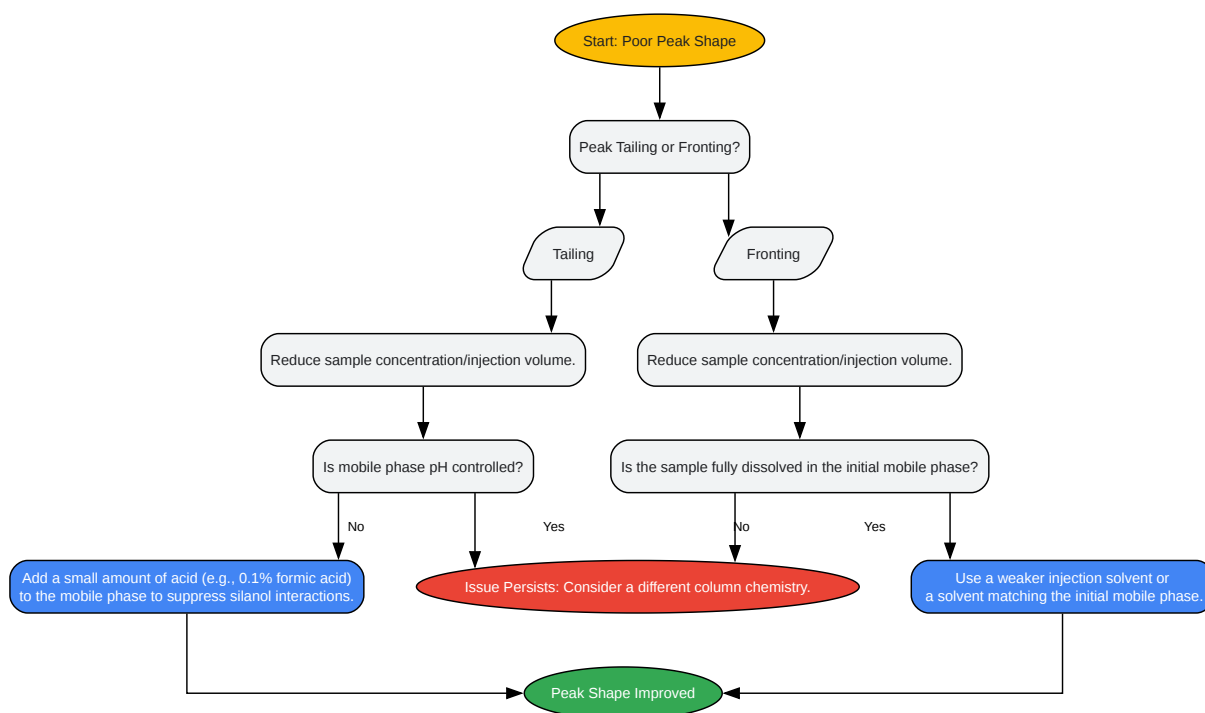 Start: Poor Peak Shape
Peak Tailing or Fronting?
Tailing
Fronting
Reduce sample concentration/injection volume.
Reduce sample concentration/injection volume.
Is mobile phase pH controlled?
Is the sample fully dissolved in the initial mobile phase?
No
Yes
No
Yes
Add a small amount of acid (e.g., 0.1% formic acid)
to the mobile phase to suppress silanol interactions.
Issue Persists: Consider a different column chemistry.
Use a weaker injection solvent or
a solvent matching the initial mobile phase.
Peak Shape Improved